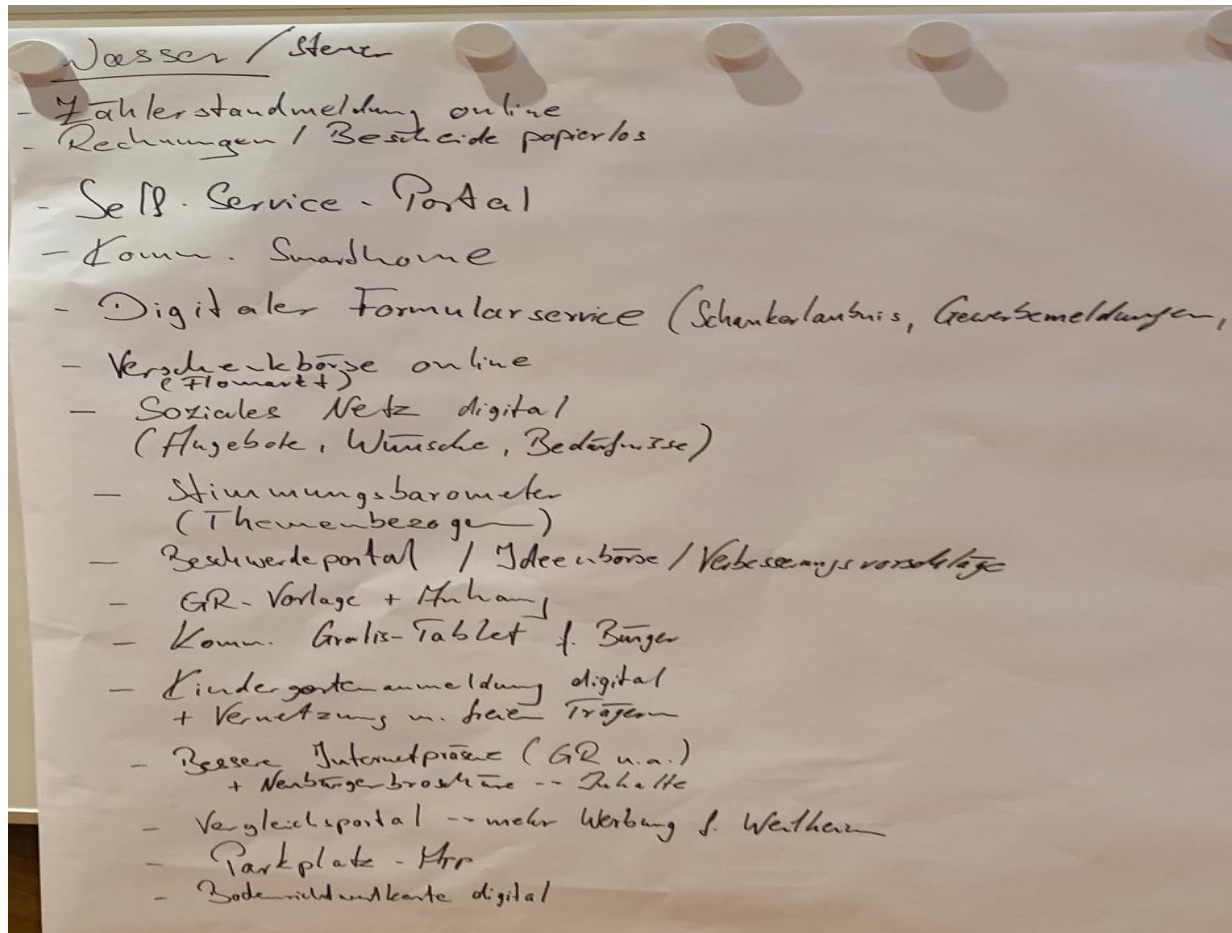 Wasser / Steuer
- Zählerstandmeldung online
- Rechnungen / Bescheide papierlos
- Self-Service-Portal
- Komm. Smarthome
- Digitaler Formularservice (Schankerlaubnis, Gewerbemeldungen,
- Verschenkbörse online
(Flomarkt)
- Soziales Netz digital
(Angebote, Wünsche, Bedürfnisse)
- Stimmungsbarometer
(Themenbezogen)
- Beschwerdeportal / Ideenbörse / Verbesserungsvorschläge
- GR-Vorlage + Anhang
- Komm. Gratis-Tablet f. Bürger
- Kindergartenanmeldung digital
+ Vernetzung m. freien Trägern
- Bessere Internetpräsenz (GR u.a.)
+ Neubürgerbroschüre -- Inhalte
- Vergleichsportal -- mehr Werbung f. Wertheim
- Parkplatz-App
- Bodenrichtwertkarte digital